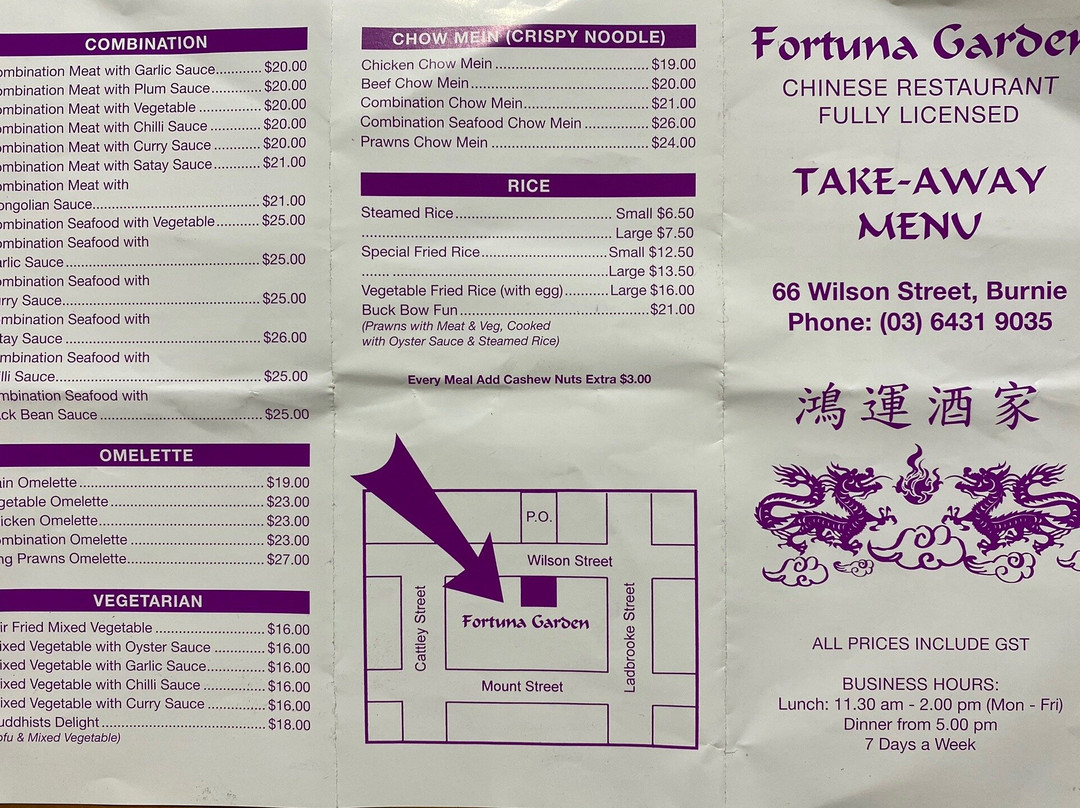 COMBINATION
ombination Meat with Garlic Sauce............ $20.00
ombination Meat with Plum Sauce............. $20.00
ombination Meat with Vegetable ................ $20.00
ombination Meat with Chilli Sauce ............. $20.00
ombination Meat with Curry Sauce ............ $20.00
ombination Meat with Satay Sauce............ $21.00
ombination Meat with
ongolian Sauce.......................................... $21.00
ombination Seafood with Vegetable........... $25.00
ombination Seafood with
arlic Sauce ................................................. $25.00
ombination Seafood with
rry Sauce.................................................. $25.00
ombination Seafood with
tay Sauce ................................................. $26.00
mbination Seafood with
lli Sauce.................................................... $25.00
mbination Seafood with
ck Bean Sauce ......................................... $25.00
OMELETTE
ain Omelette ............................................... $19.00
getable Omelette ....................................... $23.00
icken Omelette.......................................... $23.00
ombination Omelette ................................. $23.00
ng Prawns Omelette.................................. $27.00
VEGETARIAN
ir Fried Mixed Vegetable ............................ $16.00
ixed Vegetable with Oyster Sauce ............ $16.00
ixed Vegetable with Garlic Sauce.............. $16.00
ixed Vegetable with Chilli Sauce ............... $16.00
ixed Vegetable with Curry Sauce .............. $16.00
uddhists Delight......................................... $18.00
ofu & Mixed Vegetable)
CHOW MEIN (CRISPY NOODLE)
Chicken Chow Mein ....................................... $19.00
Beef Chow Mein............................................. $20.00
Combination Chow Mein................................ $21.00
Combination Seafood Chow Mein ................ $26.00
Prawns Chow Mein ........................................ $24.00
RICE
Steamed Rice....................................... Small $6.50
.............................................................. Large $7.50
Special Fried Rice................................Small $12.50
....... ......................................................Large $13.50
Vegetable Fried Rice (with egg)...........Large $16.00
Buck Bow Fun................................................$21.00
(Prawns with Meat & Veg, Cooked
with Oyster Sauce & Steamed Rice)
Every Meal Add Cashew Nuts Extra $3.00
P.O.
Wilson Street
Cattley Street
Fortuna Garden
Ladbrooke Street
Mount Street
Fortuna Garden
CHINESE RESTAURANT
FULLY LICENSED
TAKE-AWAY
MENU
66 Wilson Street, Burnie
Phone: (03) 6431 9035
鴻運酒家
ALL PRICES INCLUDE GST
BUSINESS HOURS:
Lunch: 11.30 am - 2.00 pm (Mon - Fri)
Dinner from 5.00 pm
7 Days a Week